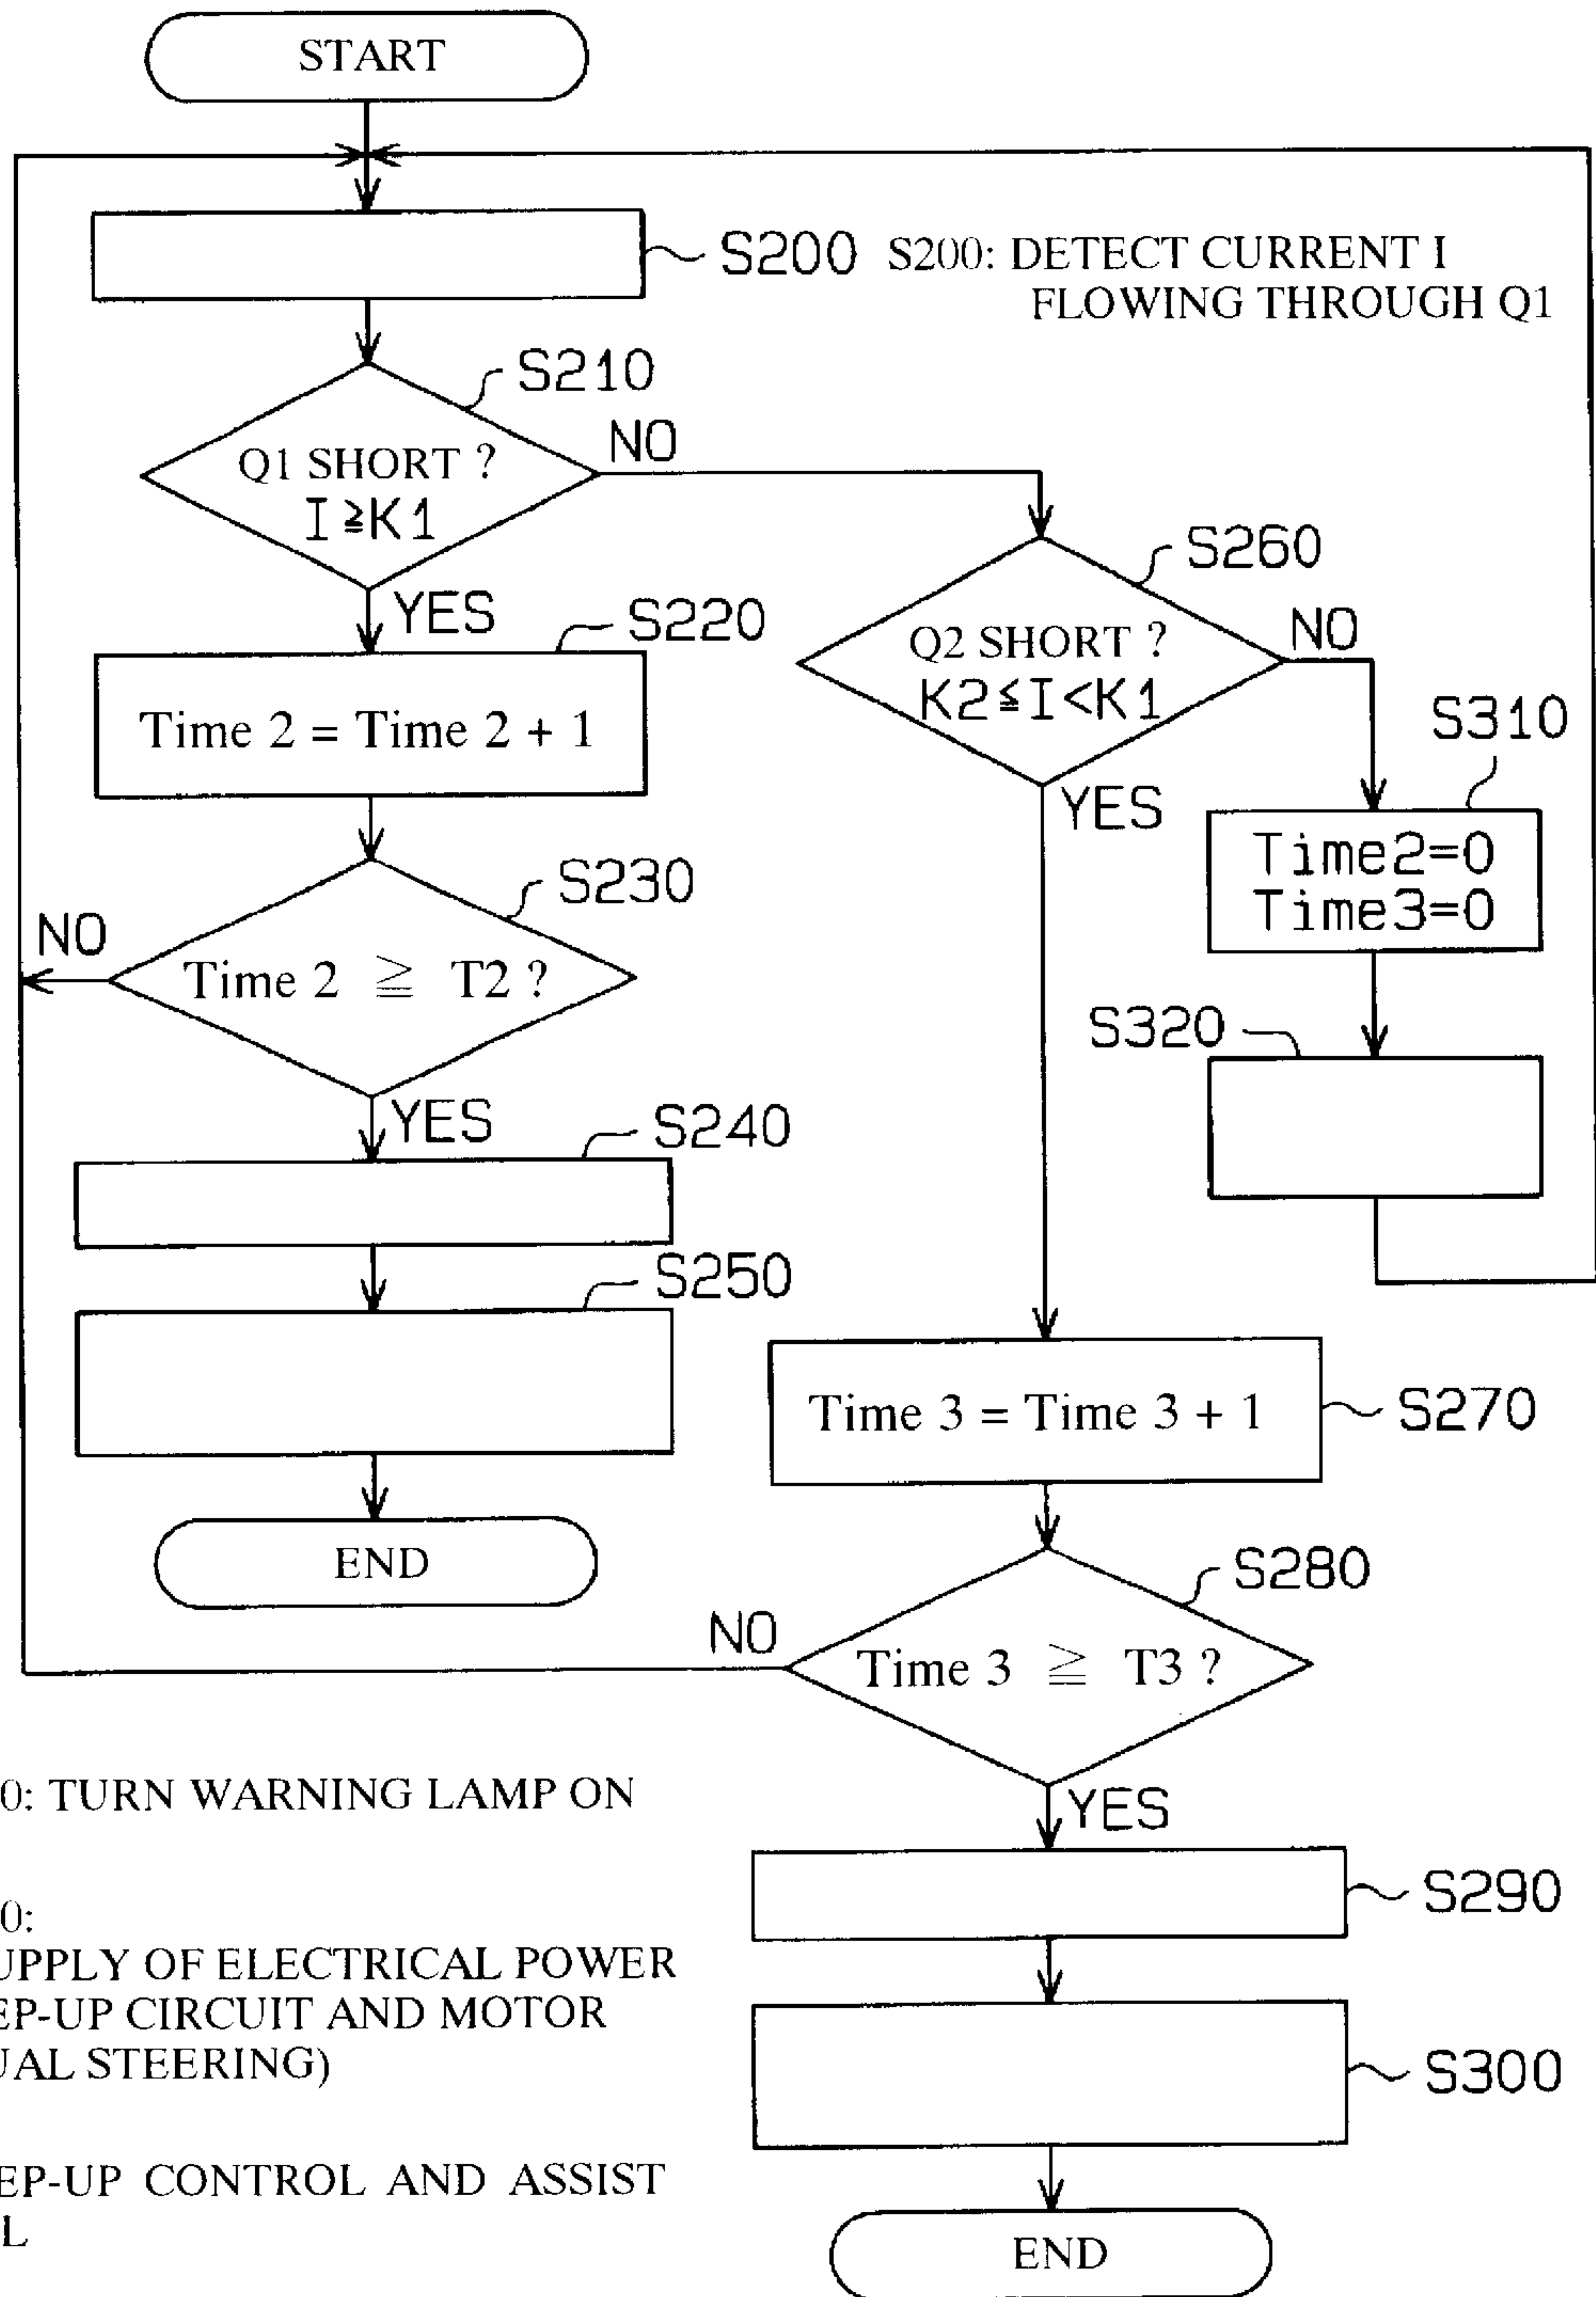 START
S200
S200: DETECT CURRENT I
FLOWING THROUGH Q1
S210
Q1 SHORT ?
I≧K1
NO
YES
S260
Q2 SHORT ?
K2≦I<K1
NO
YES
S220
Time 2 = Time 2 + 1
S310
Time2=0
Time3=0
S230
NO
Time 2 ≧ T2 ?
YES
S320
S240
S250
END
S270
Time 3 = Time 3 + 1
S280
NO
Time 3 ≧ T3 ?
YES
0: TURN WARNING LAMP ON
S290
0:
UPPLY OF ELECTRICAL POWER
EP-UP CIRCUIT AND MOTOR
UAL STEERING)
S300
EP-UP CONTROL AND ASSIST
L
END